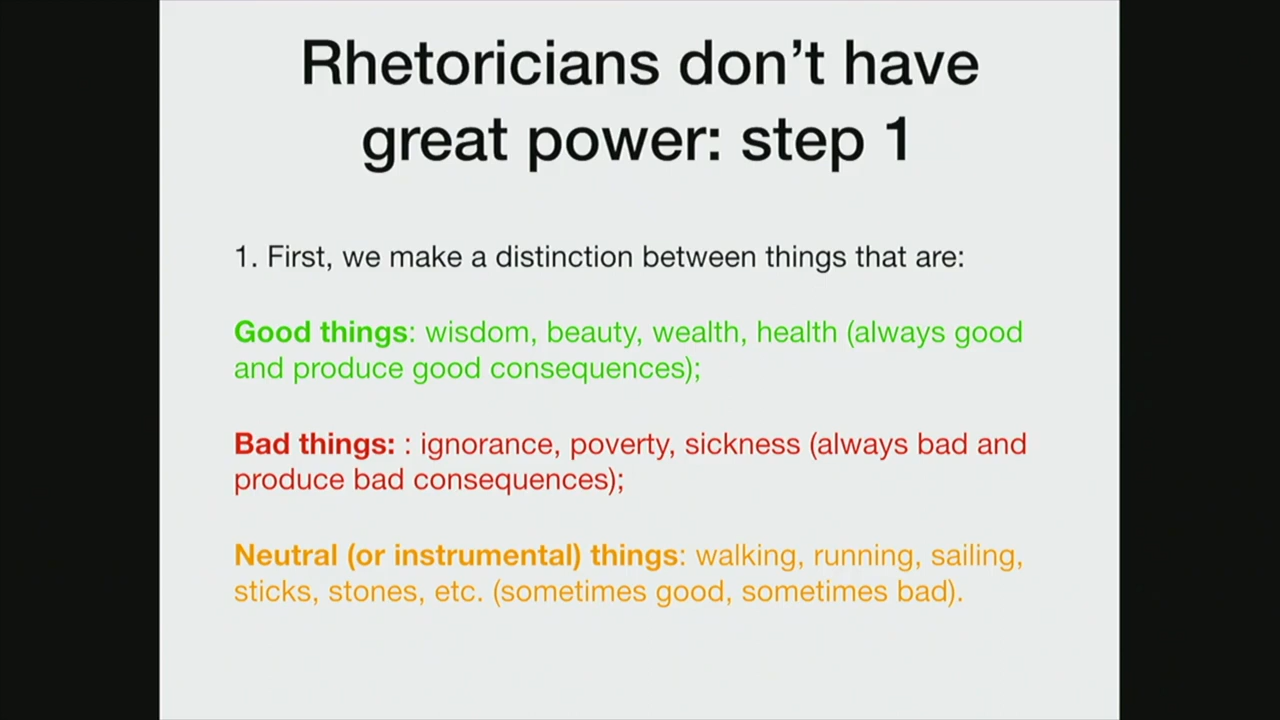 Rhetoricians don’t have
great power: step 1
1. First, we make a distinction between things that are:
Good things: wisdom, beauty, wealth, health (always good
and produce good consequences);
Bad things: : ignorance, poverty, sickness (always bad and
produce bad consequences);
Neutral (or instrumental) things: walking, running, sailing,
sticks, stones, etc. (sometimes good, sometimes bad).